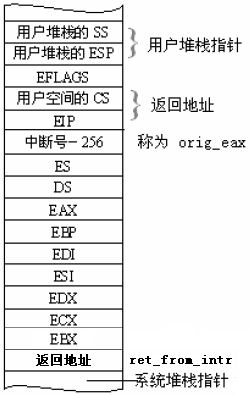 用户堆栈的 SS
用户堆栈的 ESP
用户堆栈指针
EFLAGS
用户空间的 CS
EIP
返回地址
中断号－256
称为 orig_eax
ES
DS
EAX
EBP
EDI
ESI
EDX
ECX
EBX
返回地址
ret_from_intr
系统堆栈指针